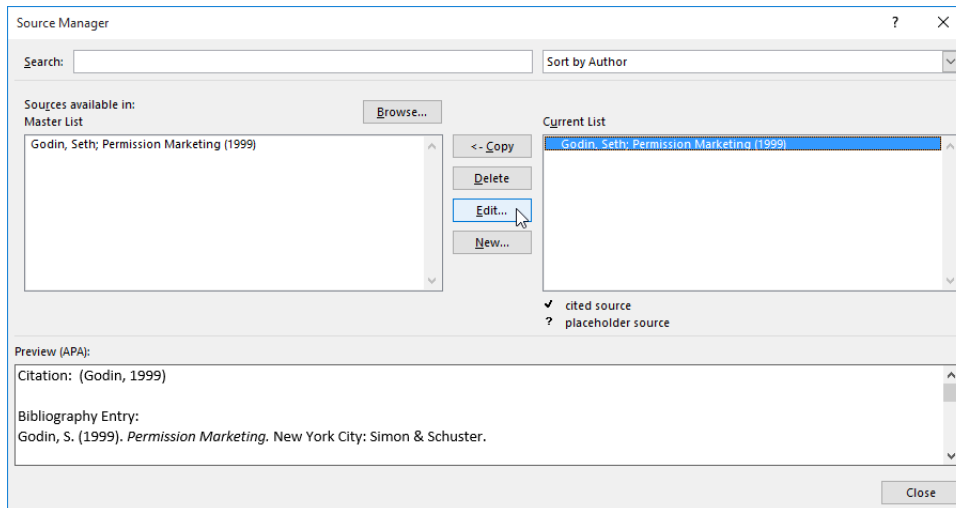 Source Manager
?
Search:
Sort by Author
Sources available in:
Master List
Browse...
Current List
Godin, Seth; Permission Marketing (1999)
<- Copy
Delete
Edit...
New...
Godin, Seth; Permission Marketing (1999)
✓ cited source
? placeholder source
Preview (APA):
Citation: (Godin, 1999)
Bibliography Entry:
Godin, S. (1999). Permission Marketing. New York City: Simon & Schuster.
Close